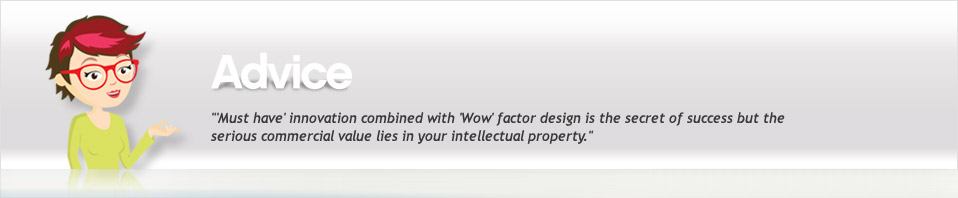 Advice
"'Must have' innovation combined with 'Wow' factor design is the secret of success but the
serious commercial value lies in your intellectual property."